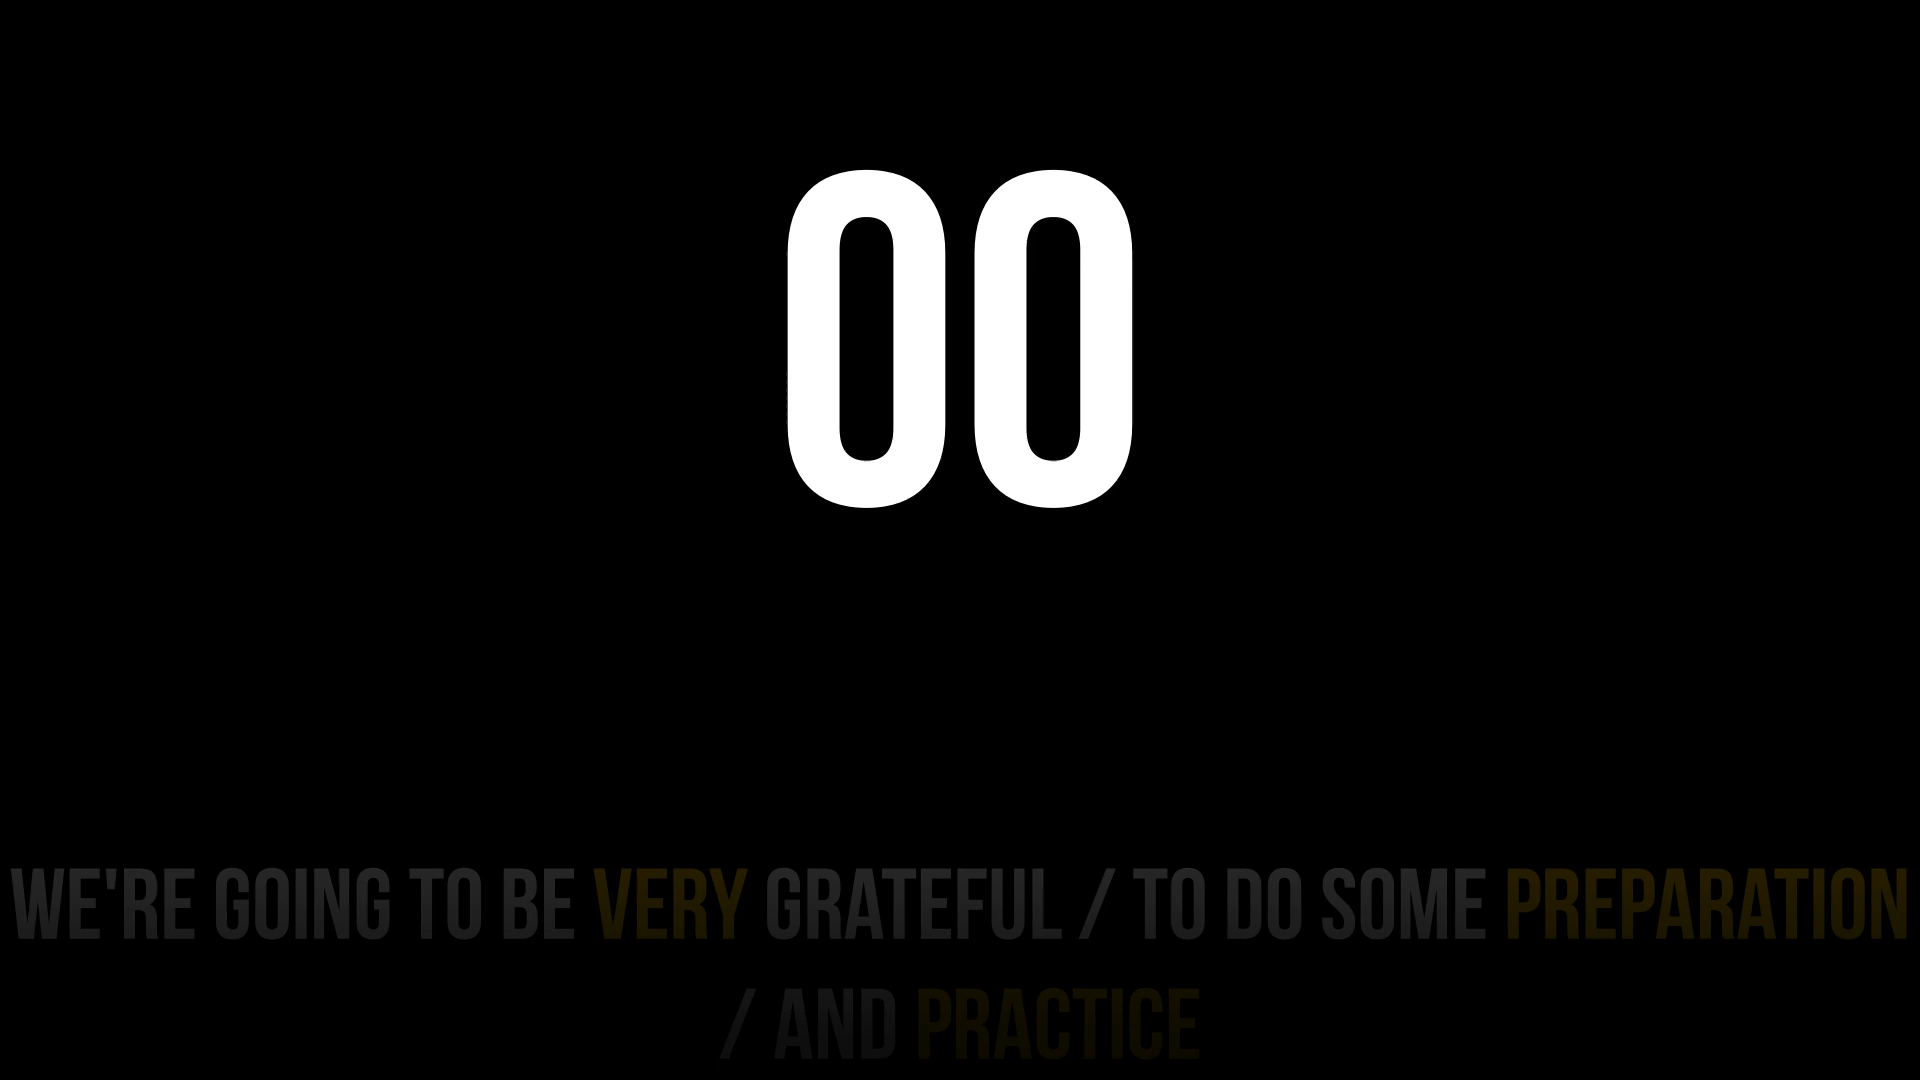 00
WE'RE GOING TO BE VERY GRATEFUL / TO DO SOME PREPARATION
/ AND PRACTICE